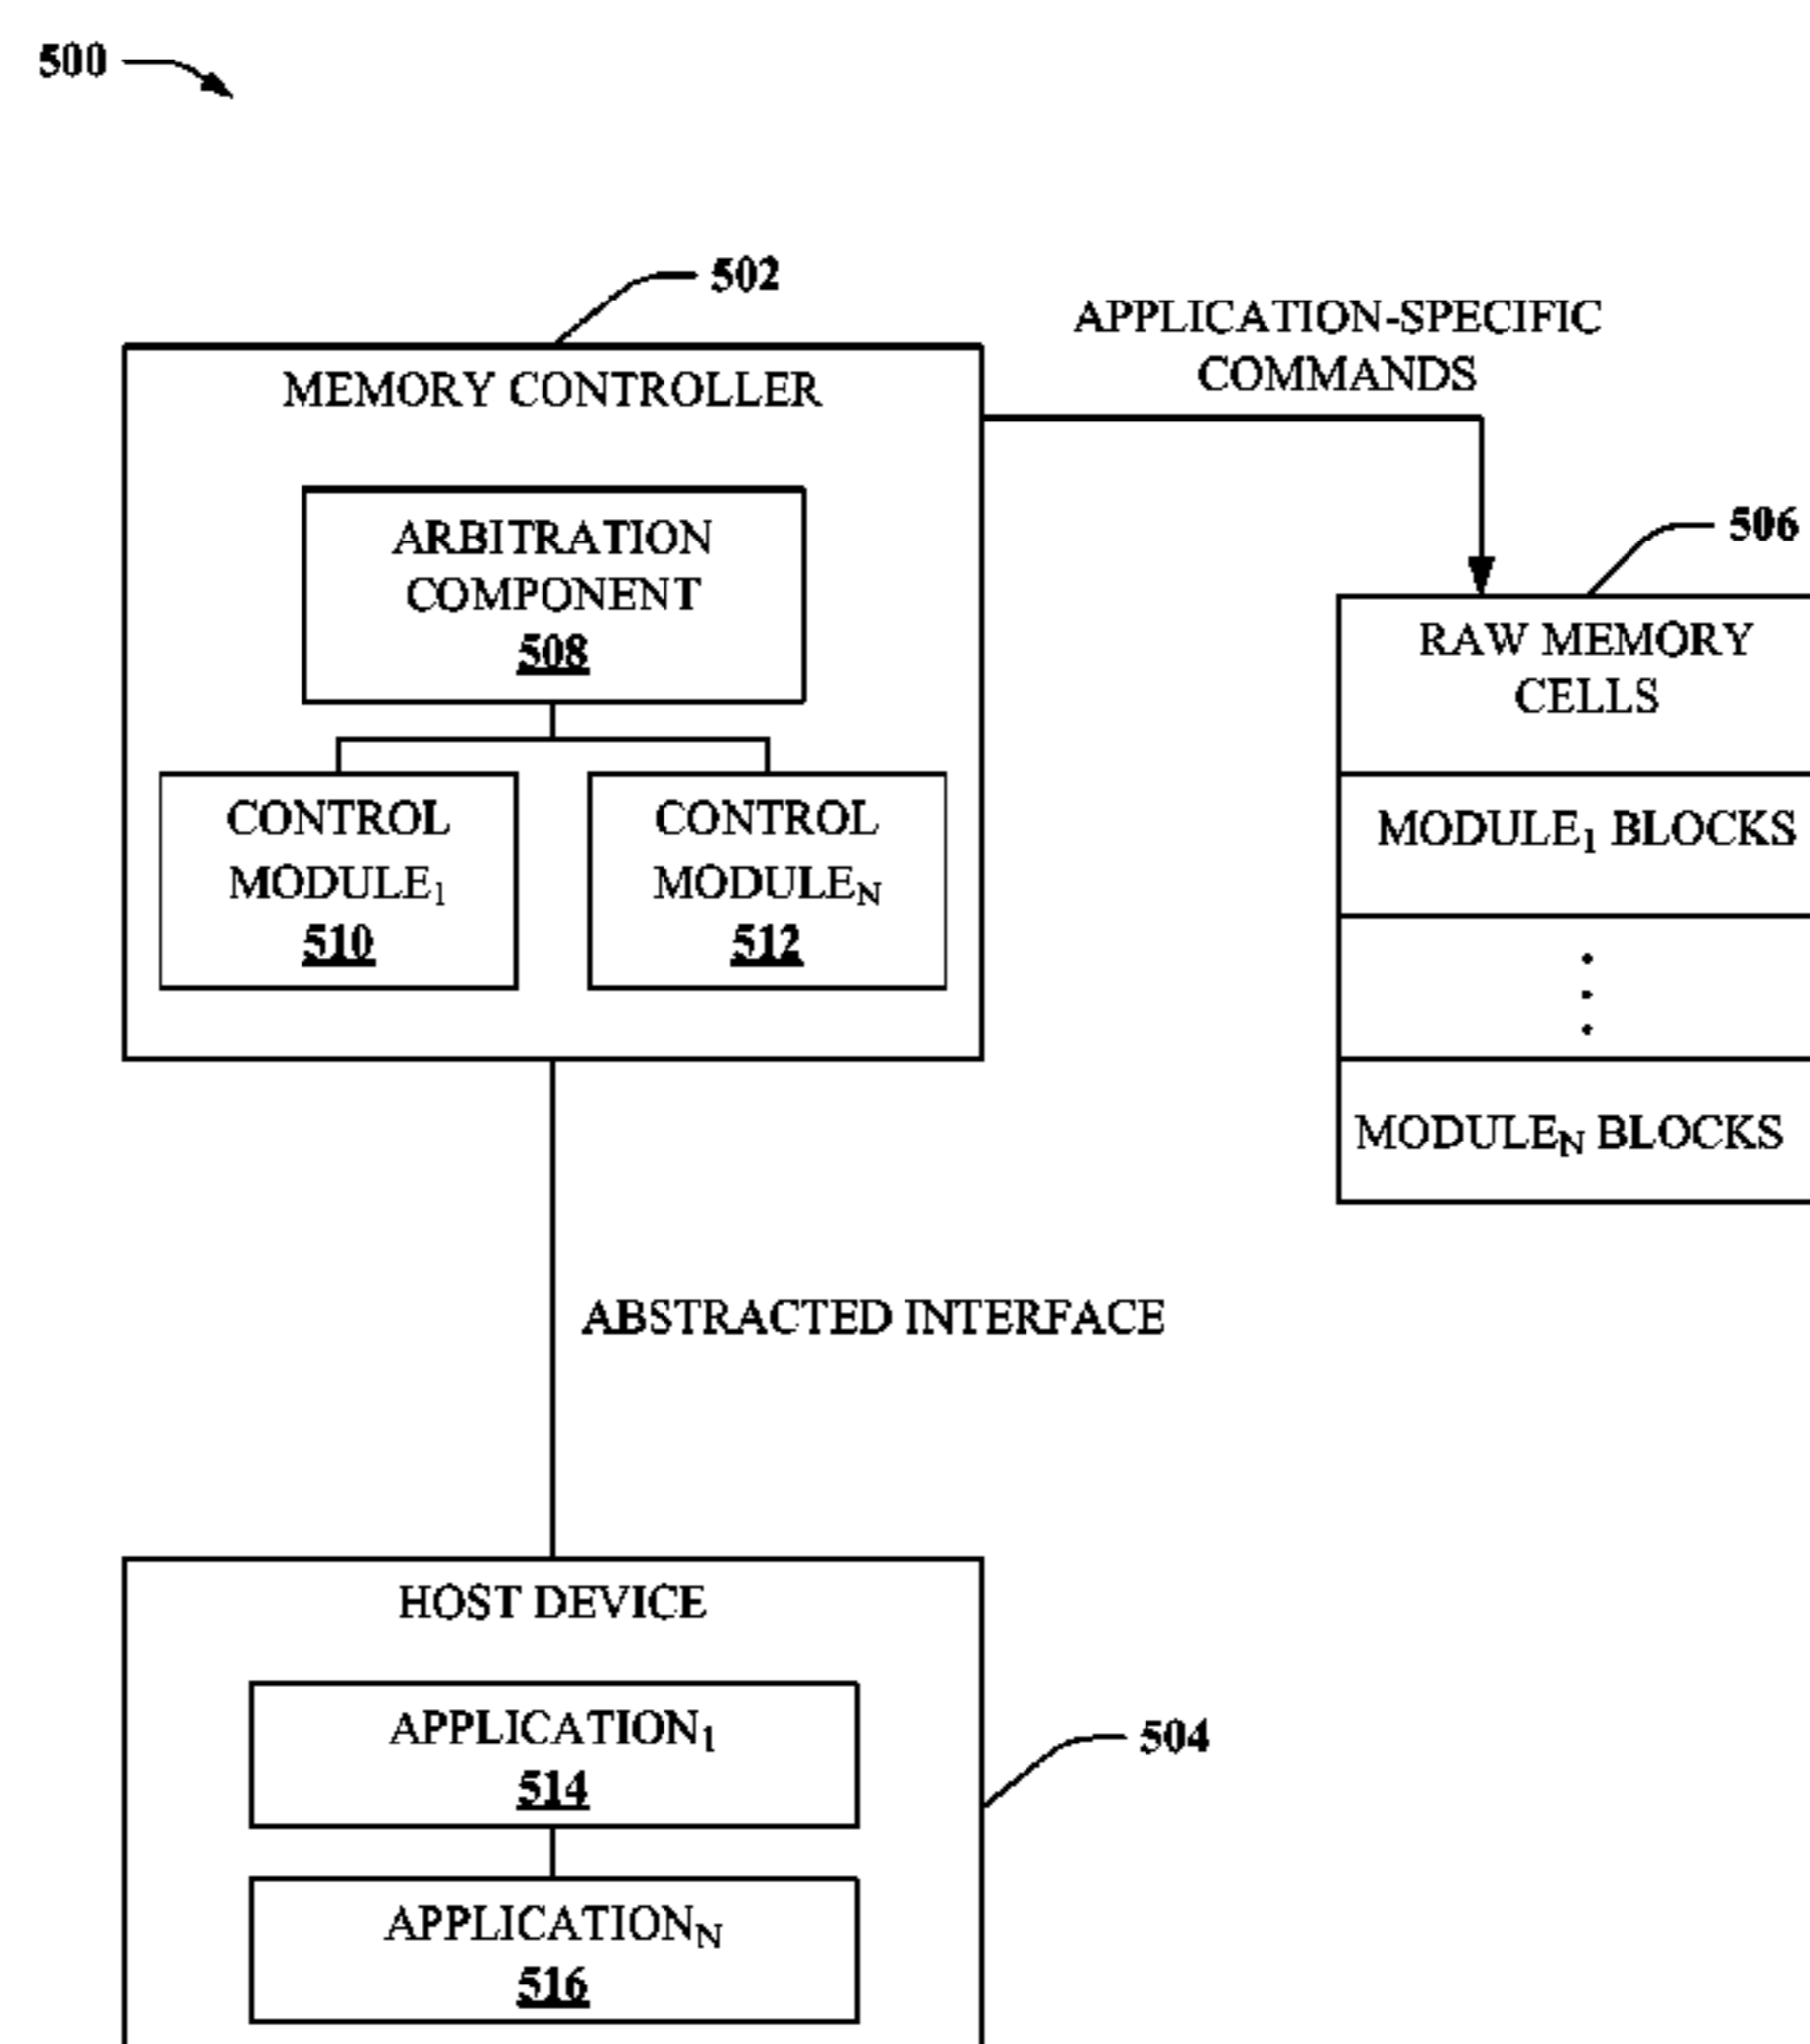 500
502
APPLICATION-SPECIFIC
COMMANDS
MEMORY CONTROLLER
ARBITRATION
COMPONENT
508
506
RAW MEMORY
CELLS
CONTROL
MODULE₁
510
CONTROL
MODULEN
512
MODULE₁ BLOCKS
MODULEN BLOCKS
ABSTRACTED INTERFACE
HOST DEVICE
APPLICATION₁
514
504
APPLICATIONN
516